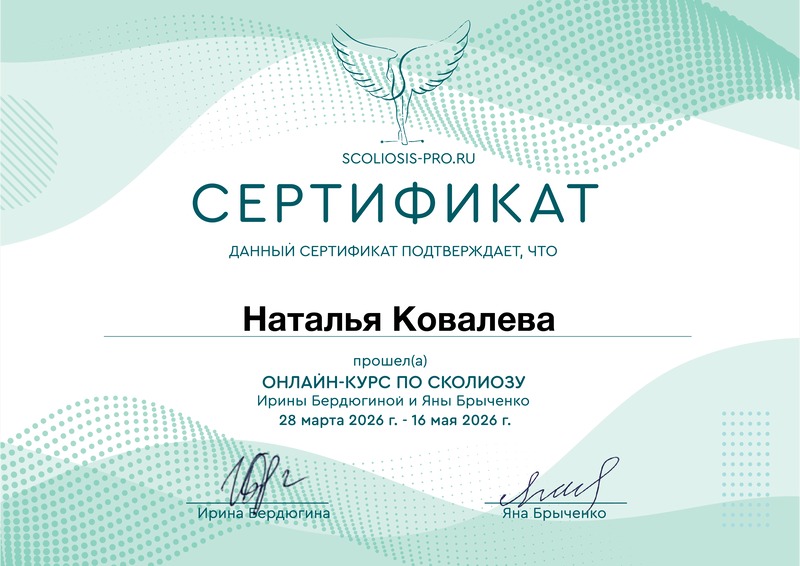 SCOLIOSIS-PRO.RU
СЕРТИФИКАТ
ДАННЫЙ СЕРТИФИКАТ ПОДТВЕРЖДАЕТ, ЧТО
Наталья Ковалева
прошел(а)
ОНЛАЙН-КУРС ПО СКОЛИОЗУ
Ирины Бердюгиной и Яны Брыченко
28 марта 2026 г. - 16 мая 2026 г.
Ирина Бердюгина
Яна Брыченко